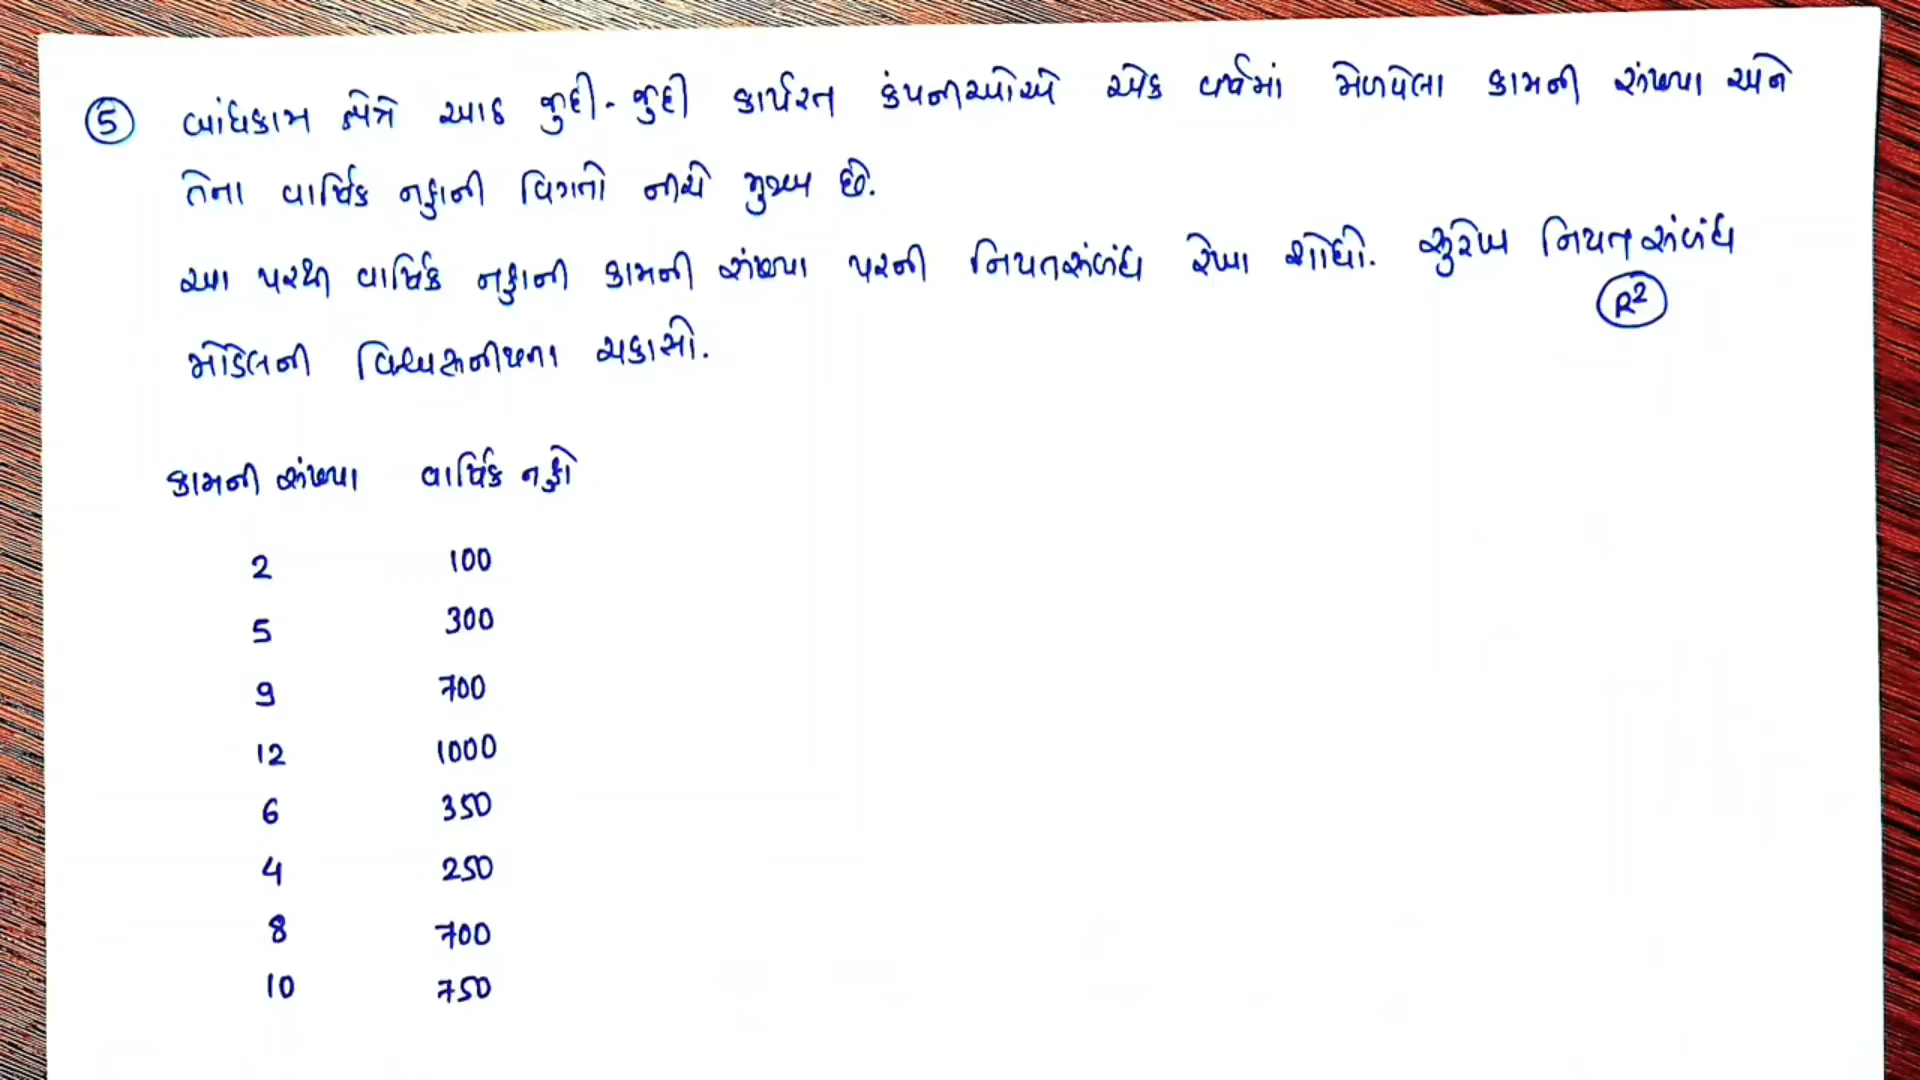 ⑤ બાંધકામ ક્ષેત્રે આઠ જુદી-જુદી કાર્યરત કંપનીઓએ એક વર્ષમાં મેળવેલા કામની સંખ્યા અને
તેના વાર્ષિક નફાની વિગતો નીચે મુજબ છે.
આ પરથી વાર્ષિક નફાની કામની સંખ્યા પરની નિયતસંબંધ રેખા શોધો. સુરેખ નિયતસંબંધ
R²
મોડેલની વિશ્વસનીયતા ચકાસો.
કામની સંખ્યા વાર્ષિક નફો
2 100
5 300
9 700
12 1000
6 350
4 250
8 700
10 750